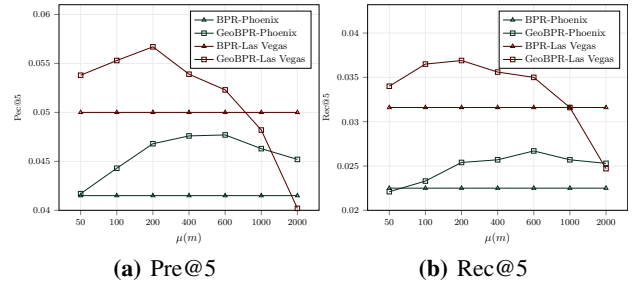 0.06
0.055
0.05
0.045
0.04
Pec@5
50 100 200 400 600 1000 2000
μ(m)
BPR-Phoenix
GeoBPR-Phoenix
BPR-Las Vegas
GeoBPR-Las Vegas
(a) Pre@5
0.04
0.035
0.03
0.025
0.02
Rec@5
50 100 200 400 600 1000 2000
μ(m)
BPR-Phoenix
GeoBPR-Phoenix
BPR-Las Vegas
GeoBPR-Las Vegas
(b) Rec@5